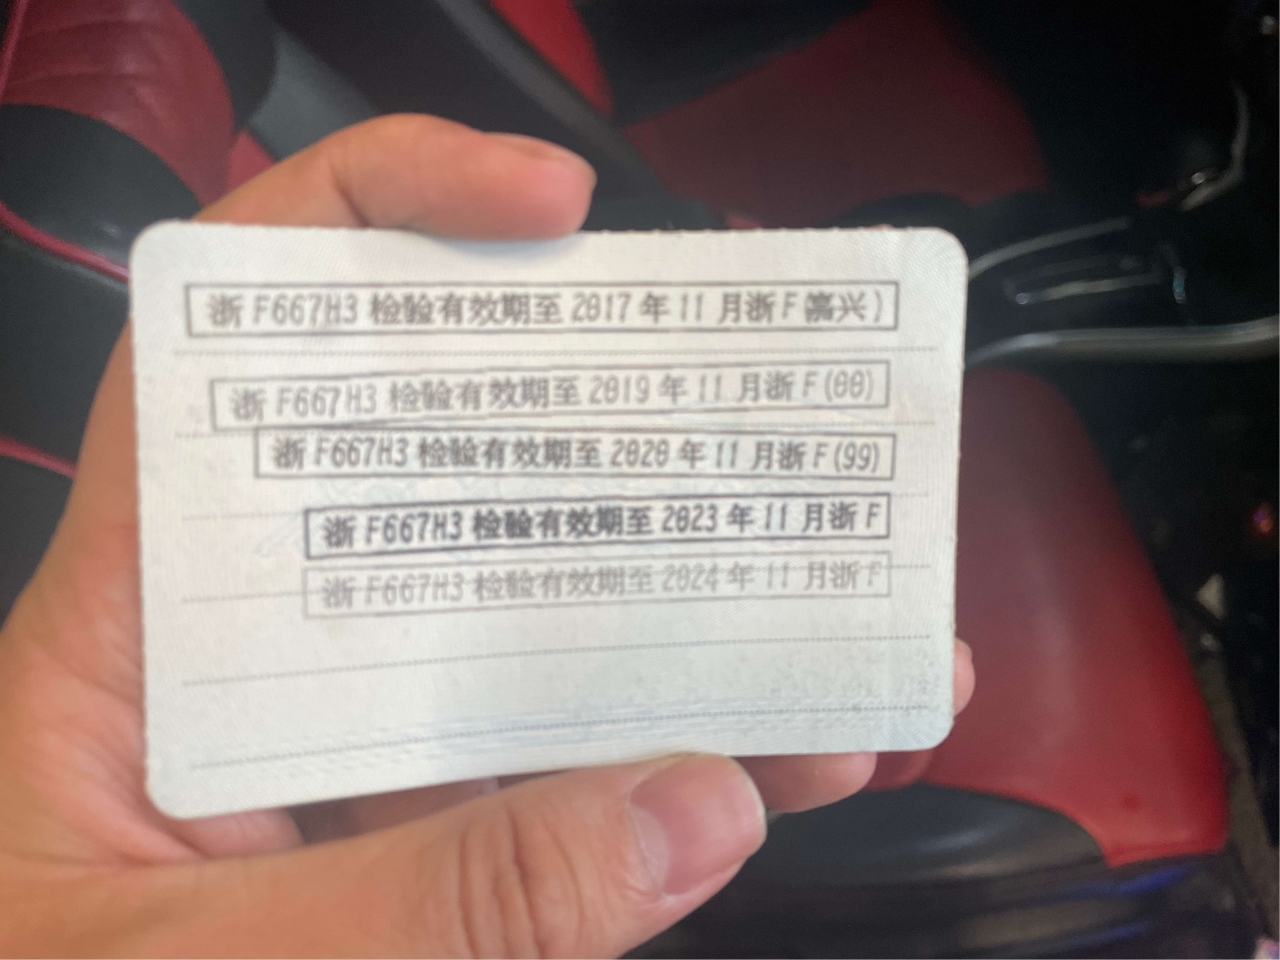 浙F667H3检验有效期至2017年11月浙F嘉兴)
浙F667H3检验有效期至2019年11月浙F(00)
浙F667H3检验有效期至2020年11月浙F(99)
浙F667H3检验有效期至2023年11月浙F
浙F667H3检验有效期至2024年11月浙F